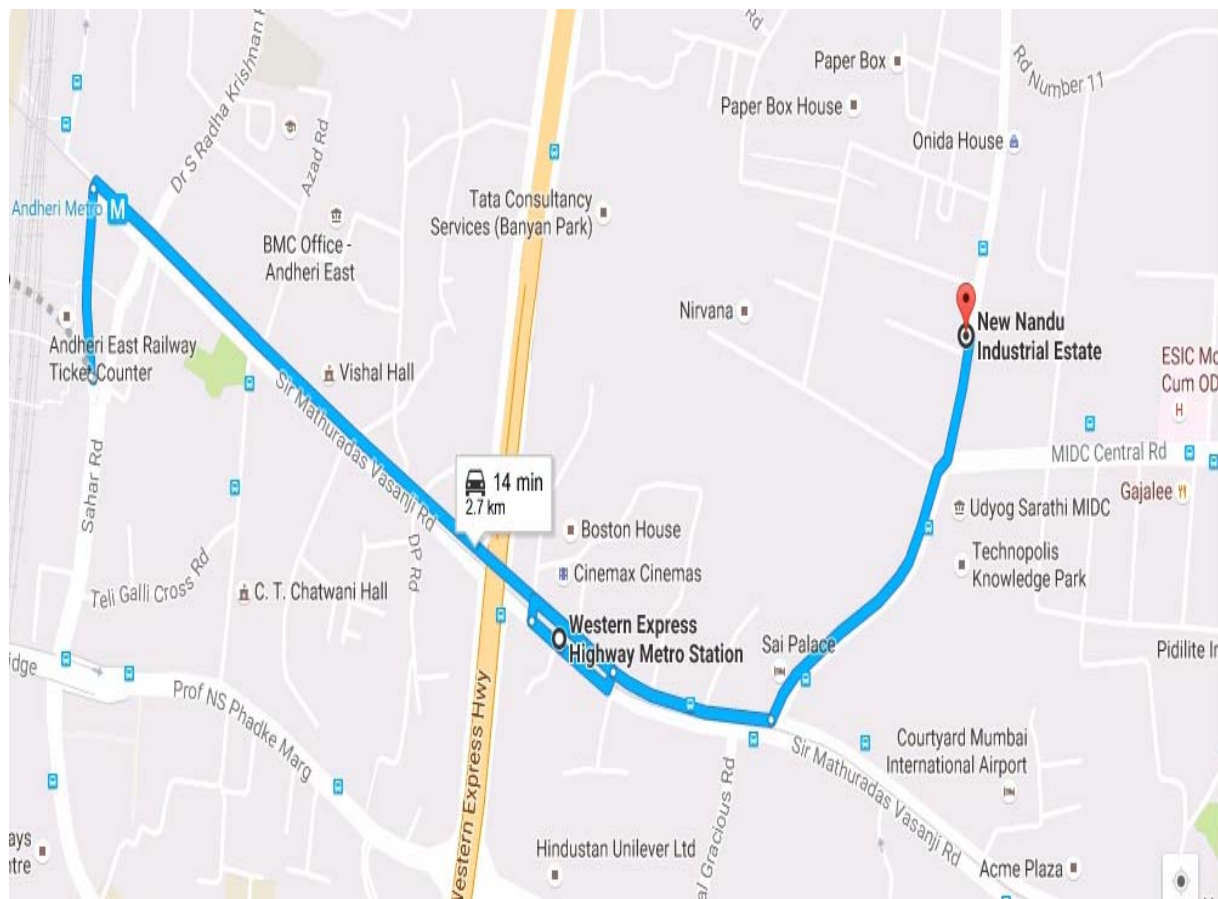 Rd Number 11
Paper Box
Paper Box House
Onida House
Dr S Radha Krishnan
Azad Rd
Rd
Andheri Metro M
Tata Consultancy
Services (Banyan Park)
BMC Office -
Andheri East
Nirvana
New Nandu
Industrial Estate
Andheri East Railway
Ticket Counter
Vishal Hall
ESIC
Cum OD
H
Sir Mathuradas Vasanji Rd
MIDC Central Rd
Sahar Rd
14 min
2.7 km
Gajalee
Udyog Sarathi MIDC
Boston House
DP Rd
Technopolis
Knowledge Park
Teli Galli Cross Rd
C. T. Chatwani Hall
Cinemax Cinemas
Western Express
Highway Metro Station
Sai Palace
Pidilite
idge
Prof NS Phadke Marg
Western Express Hwy
Sir Mathuradas Vasanji Rd
Courtyard Mumbai
International Airport
al Gracious Rd
ays
ntre
Hindustan Unilever Ltd
Acme Plaza